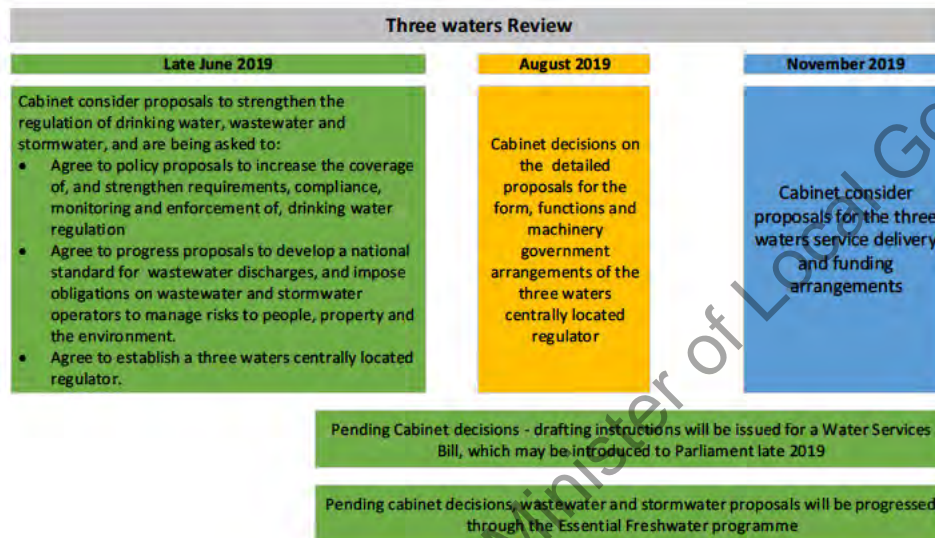 Three waters Review
Late June 2019
Cabinet consider proposals to strengthen the
regulation of drinking water, wastewater and
stormwater, and are being asked to:
• Agree to policy proposals to increase the coverage
of, and strengthen requirements, compliance,
monitoring and enforcement of, drinking water
regulation
• Agree to progress proposals to develop a national
standard for wastewater discharges, and impose
obligations on wastewater and stormwater
operators to manage risks to people, property and
the environment.
• Agree to establish a three waters centrally located
regulator.
August 2019
Cabinet decisions on
the detailed
proposals for the
form, functions and
machinery
government
arrangements of the
three waters
centrally located
regulator
November 2019
Cabinet consider
proposals for the three
waters service delivery
and funding
arrangements
Pending Cabinet decisions - drafting instructions will be issued for a Water Services
Bill, which may be introduced to Parliament late 2019
Pending cabinet decisions, wastewater and stormwater proposals will be progressed
through the Essential Freshwater programme
Minister of Local Go